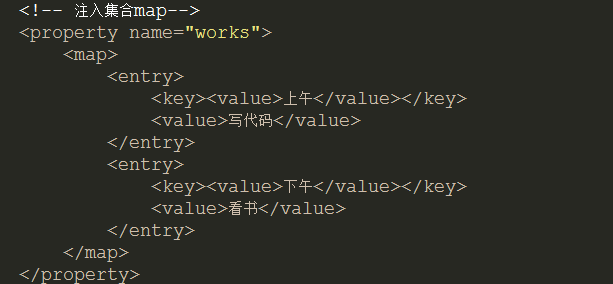 <!-- 注入集合map-->
<property name="works">
    <map>
        <entry>
            <key><value>上午</value></key>
            <value>写代码</value>
        </entry>
        <entry>
            <key><value>下午</value></key>
            <value>看书</value>
        </entry>
    </map>
</property>